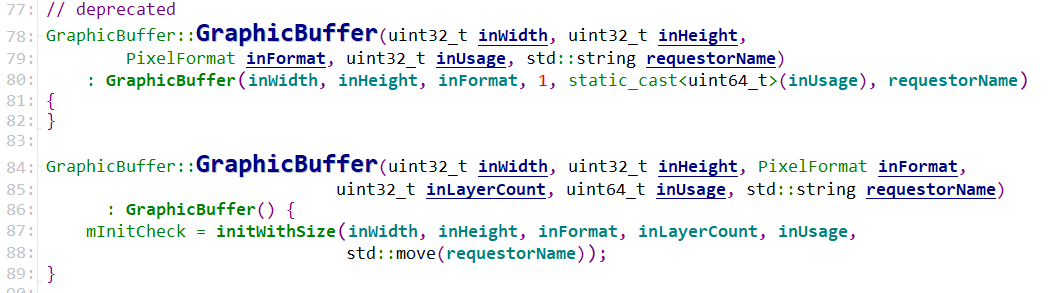 77: // deprecated
78: GraphicBuffer::GraphicBuffer(uint32_t inWidth, uint32_t inHeight,
79: PixelFormat inFormat, uint32_t inUsage, std::string requestorName)
80: : GraphicBuffer(inWidth, inHeight, inFormat, 1, static_cast<uint64_t>(inUsage), requestorName)
81: {
82: }
83:
84: GraphicBuffer::GraphicBuffer(uint32_t inWidth, uint32_t inHeight, PixelFormat inFormat,
85: uint32_t inLayerCount, uint64_t inUsage, std::string requestorName)
86: : GraphicBuffer() {
87: mInitCheck = initWithSize(inWidth, inHeight, inFormat, inLayerCount, inUsage,
88: std::move(requestorName));
89: }